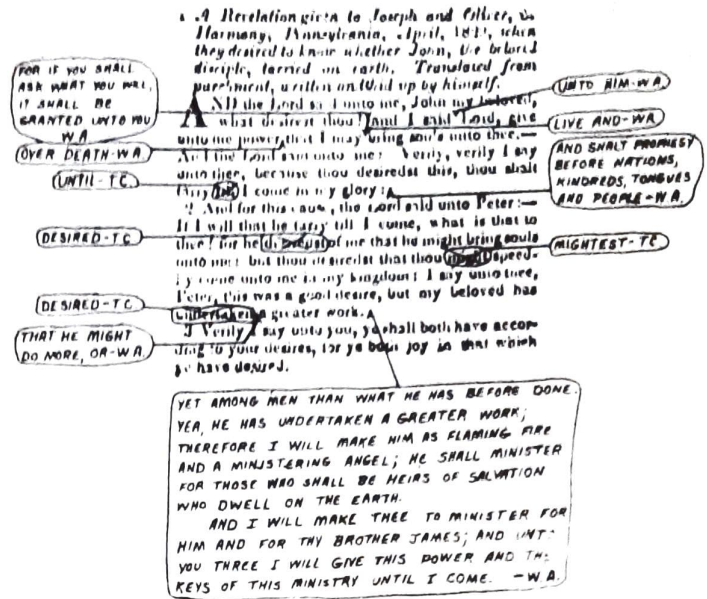 A Revelation given to Joseph and Oliver, in
Harmony, Pennsylvania, April, 1829, when
they desired to know whether John, the beloved
disciple, tarried on earth. Translated from
parchment, written and hid up by himself.
FOR IF YOU SHALL
ASK WHAT YOU WILL,
IT SHALL BE
GRANTED UNTO YOU
W A
UNTO HIM-W.A.
AND the Lord said unto me, John my beloved,
what desirest thou? and I said Lord, give
LIVE AND-WA
unto me power, that I may bring souls unto thee.—
OVER DEATH-W.A.
And the Lord said unto me: Verily, verily I say
unto thee, because thou desiredst this, thou shalt
AND SHALT PROPHESY
BEFORE NATIONS,
KINDREDS, TONGUES
AND PEOPLE-W A.
UNTIL-T.C.
tarry I come in my glory:
2 And for this cause, the Lord said unto Peter:—
If I will that he tarry till I come, what is that to
DESIRED-T C
thee? for he of me that he might bring souls
MIGHTEST-TC
unto me: but thou desiredst that thou speed-
ily come unto me in my kingdom: I say unto thee,
Peter, this was a good desire, but my beloved has
DESIRED-T C
undertaken a greater work.
THAT HE MIGHT
DO MORE, OR-W A.
3 Verily I say unto you, ye shall both have accor-
ding to your desires, for ye both joy in that which
ye have desired.
YET AMONG MEN THAN WHAT HE HAS BEFORE DONE.
YEA, HE HAS UNDERTAKEN A GREATER WORK;
THEREFORE I WILL MAKE HIM AS FLAMING FIRE
AND A MINISTERING ANGEL; HE SHALL MINISTER
FOR THOSE WHO SHALL BE HEIRS OF SALVATION
WHO DWELL ON THE EARTH.
AND I WILL MAKE THEE TO MINISTER FOR
HIM AND FOR THY BROTHER JAMES; AND UNTO
YOU THREE I WILL GIVE THIS POWER AND THE
KEYS OF THIS MINISTRY UNTIL I COME. -W.A.